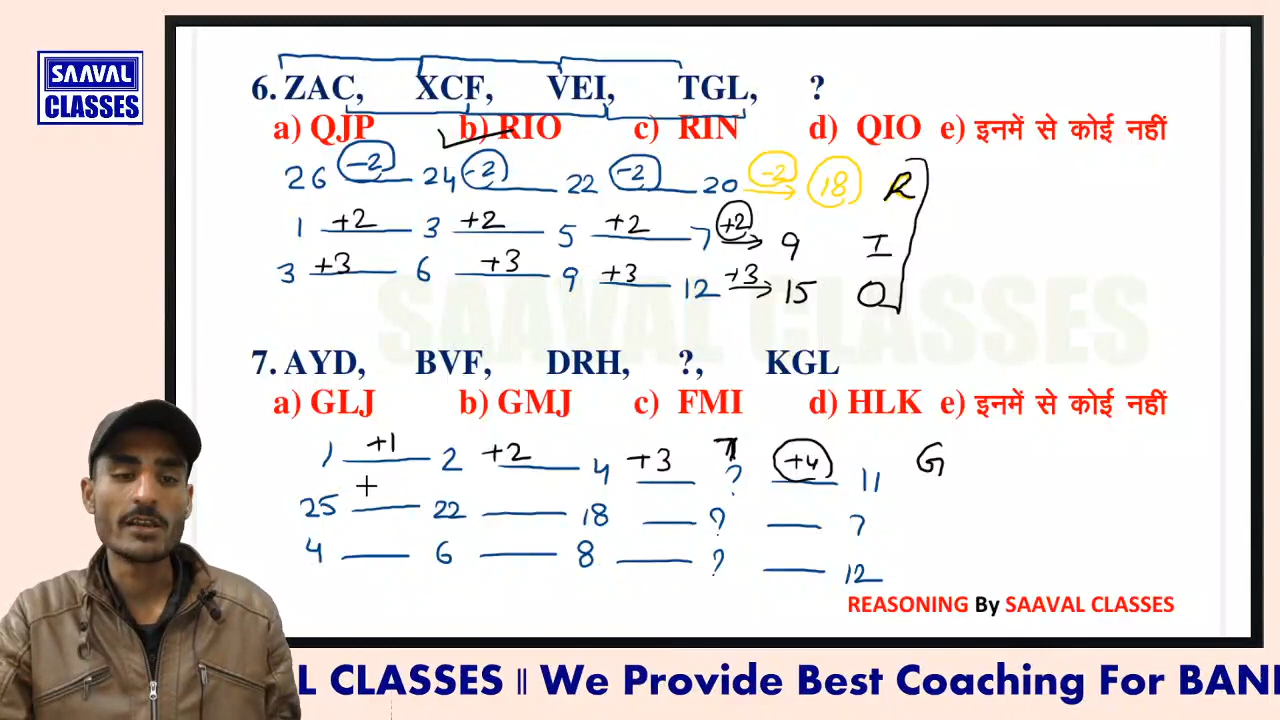 SAAVAL
CLASSES
6. ZAC, XCF, VEI, TGL, ?
a) QJP b) RIO c) RIN d) QIO e) इनमें से कोई नहीं
26 -2 24 -2 22 -2 20 -2 18 R
1 +2 3 +2 5 +2 7 +2 9 I
3 +3 6 +3 9 +3 12 +3 15 O
SAAVAL CLASSES
7. AYD, BVF, DRH, ?, KGL
a) GLJ b) GMJ c) FMI d) HLK e) इनमें से कोई नहीं
1 +1 2 +2 4 +3 7 ? +4 11 G
25 + 22 18 ? 7
4 6 8 ? 12
REASONING By SAAVAL CLASSES
L CLASSES || We Provide Best Coaching For BANK